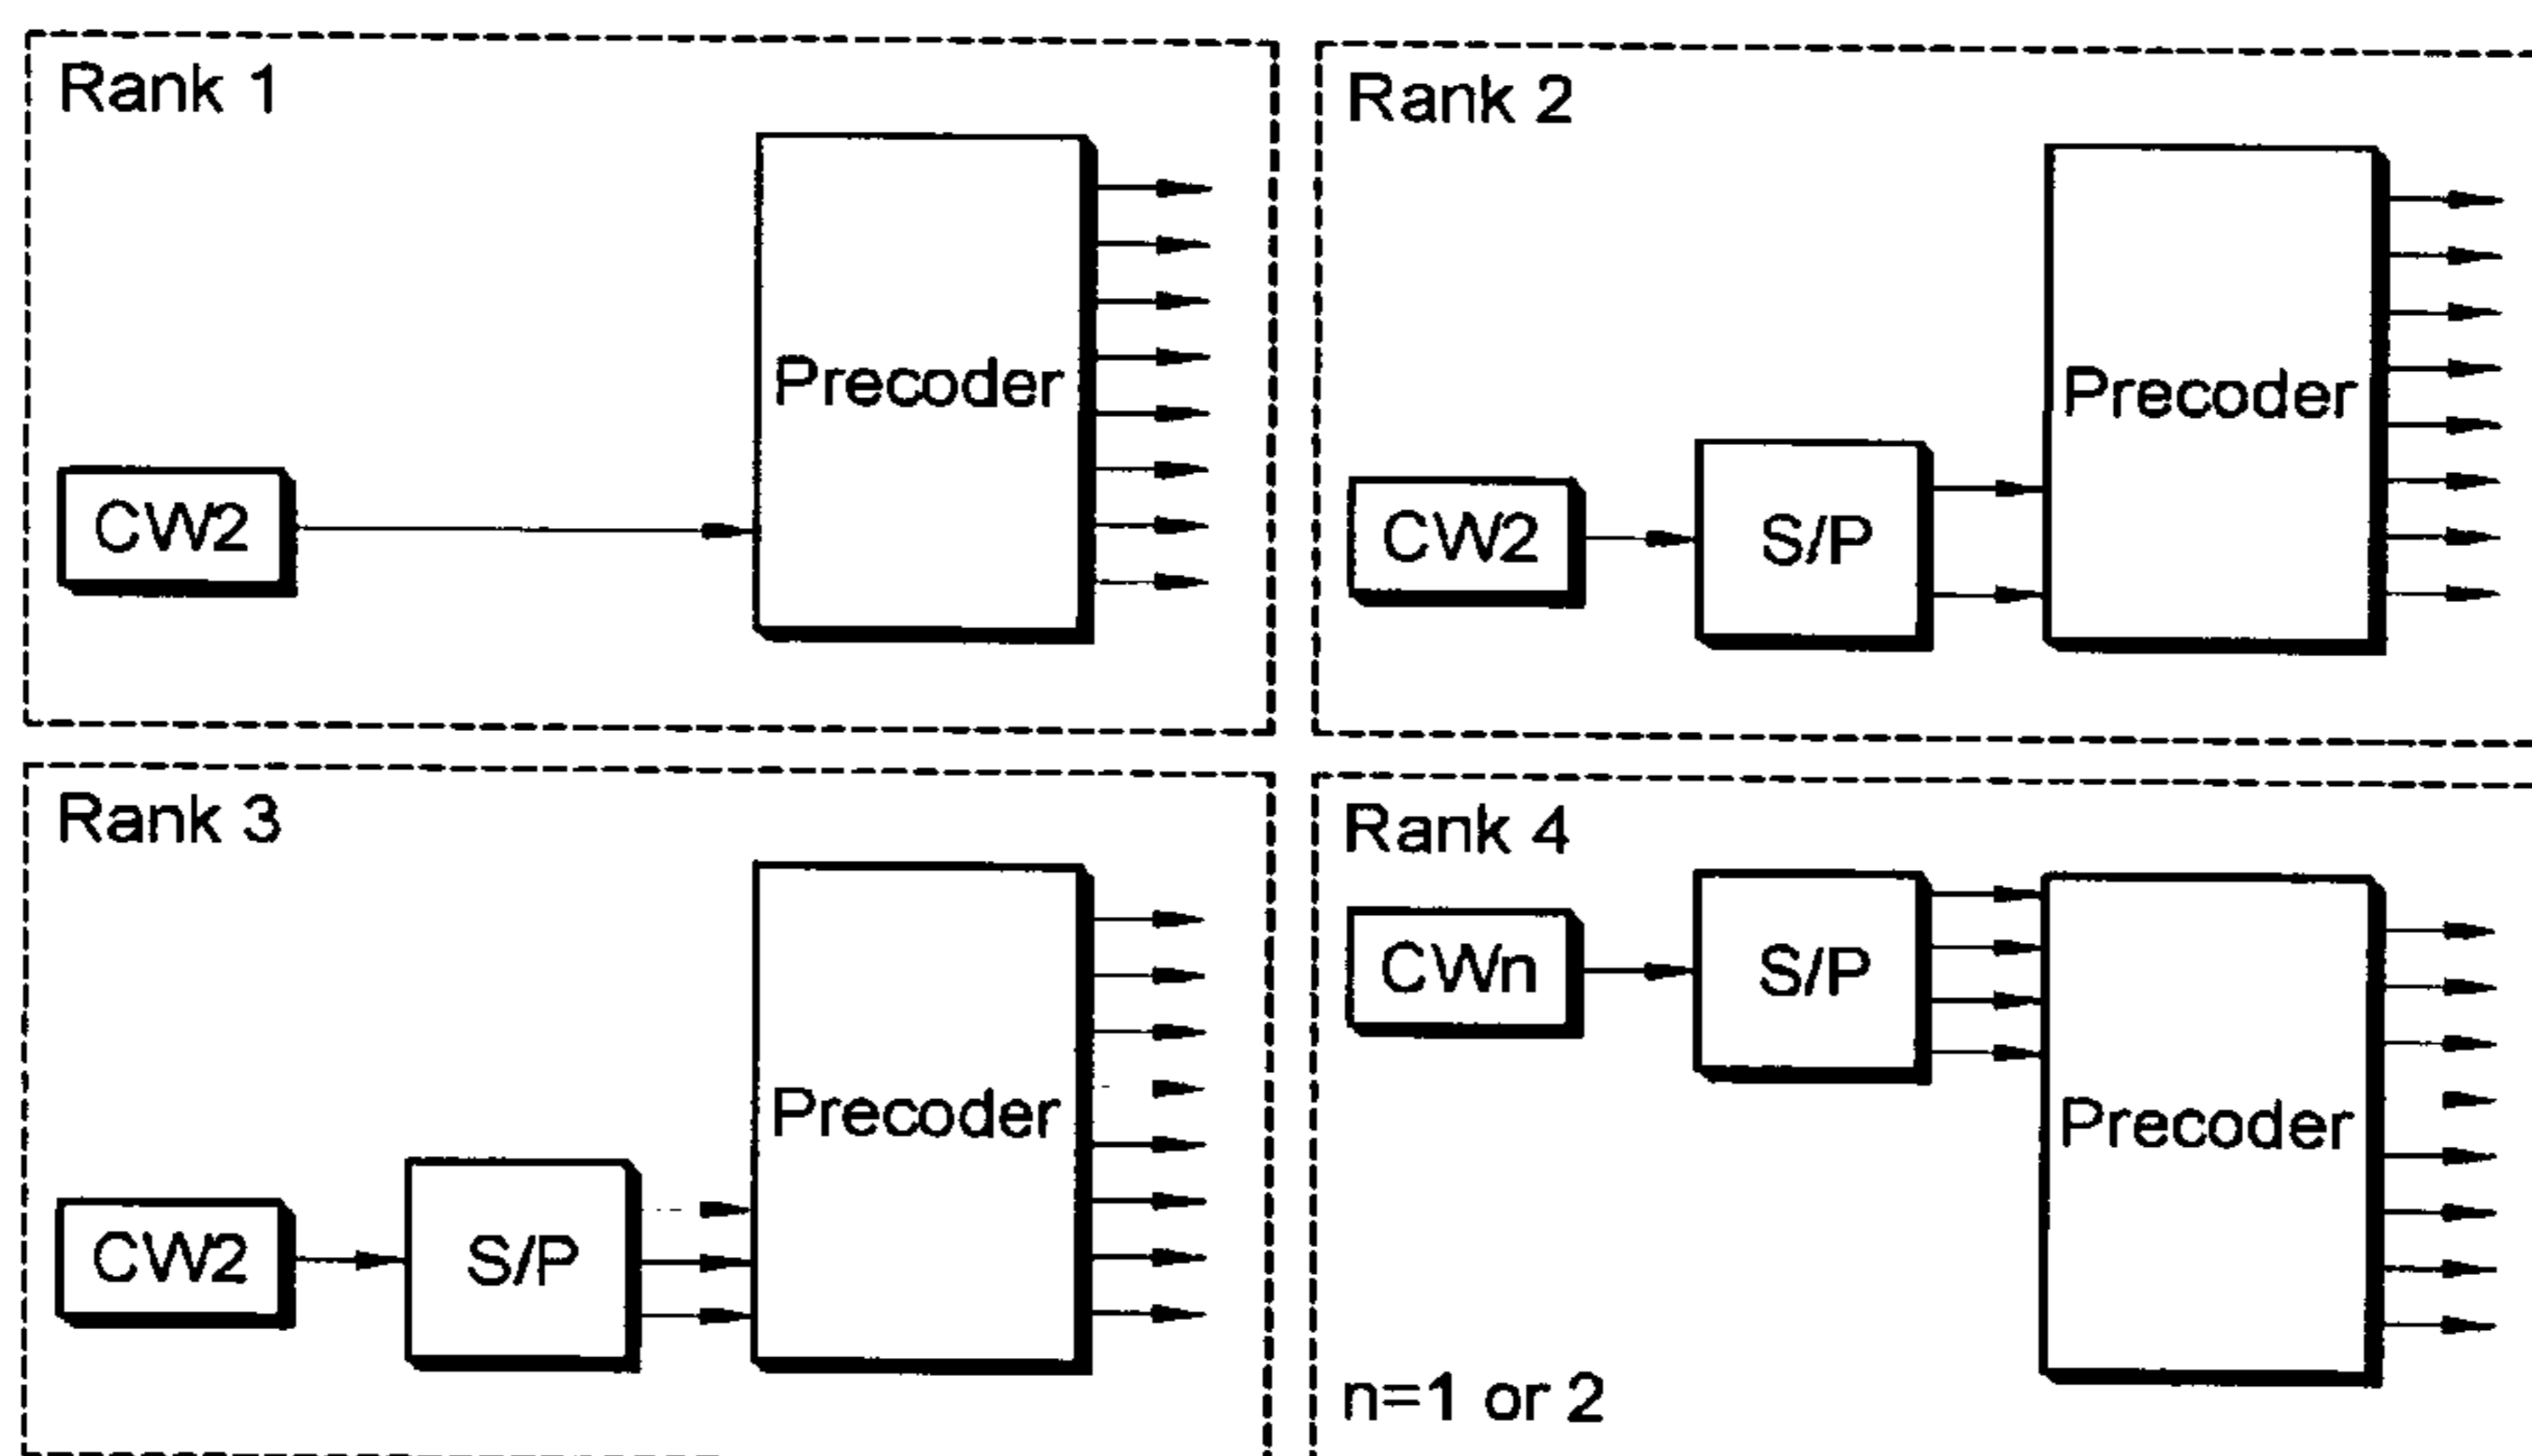 Rank 1
Precoder
CW2
Rank 2
Precoder
CW2
S/P
Rank 3
Precoder
CW2
S/P
Rank 4
CWn
S/P
Precoder
n=1 or 2